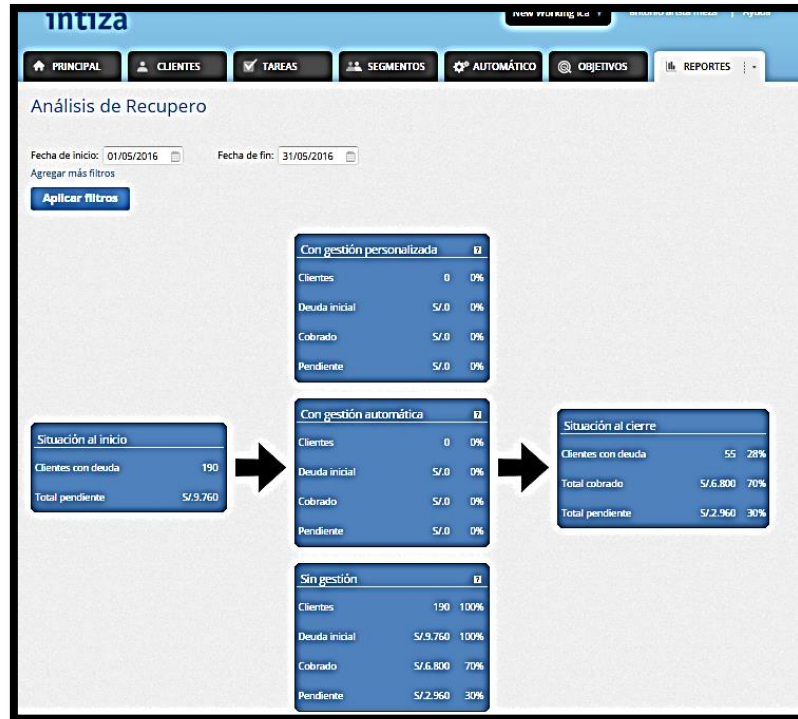 intiza
New Working Ica
PRINCIPAL CLIENTES TAREAS SEGMENTOS AUTOMÁTICO OBJETIVOS REPORTES
Análisis de Recupero
Fecha de inicio: 01/05/2016 Fecha de fin: 31/05/2016
Agregar más filtros
Aplicar filtros
Con gestión personalizada ?
Clientes 0 0%
Deuda inicial S/.0 0%
Cobrado S/.0 0%
Pendiente S/.0 0%
Situación al inicio
Clientes con deuda 190
Total pendiente S/.9.760
Con gestión automática ?
Clientes 0 0%
Deuda inicial S/.0 0%
Cobrado S/.0 0%
Pendiente S/.0 0%
Sin gestión ?
Clientes 190 100%
Deuda inicial S/.9.760 100%
Cobrado S/.6.800 70%
Pendiente S/.2.960 30%
Situación al cierre
Clientes con deuda 55 28%
Total cobrado S/.6.800 70%
Total pendiente S/.2.960 30%